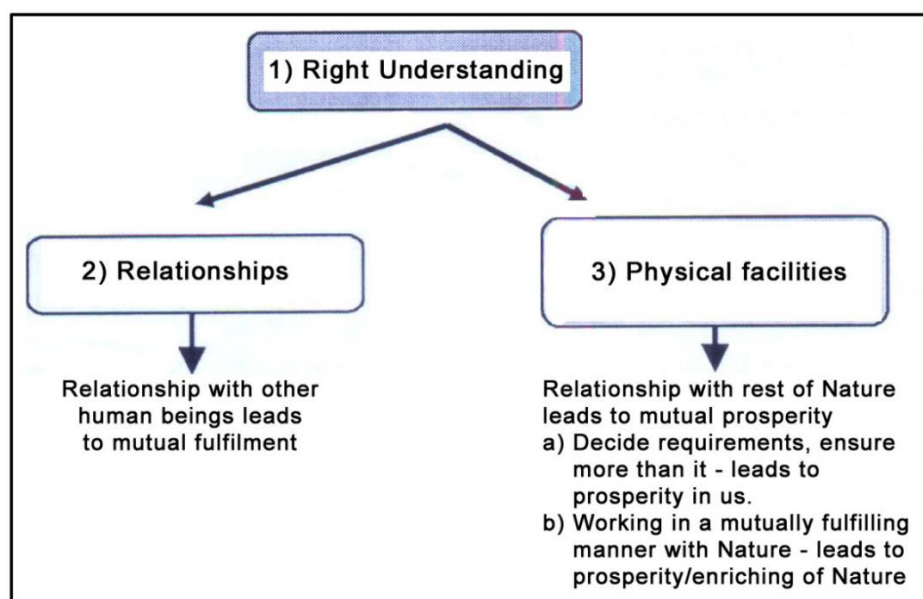 1) Right Understanding
2) Relationships
3) Physical facilities
Relationship with other
human beings leads
to mutual fulfilment
Relationship with rest of Nature
leads to mutual prosperity
a) Decide requirements, ensure
more than it - leads to
prosperity in us.
b) Working in a mutually fulfilling
manner with Nature - leads to
prosperity/enriching of Nature